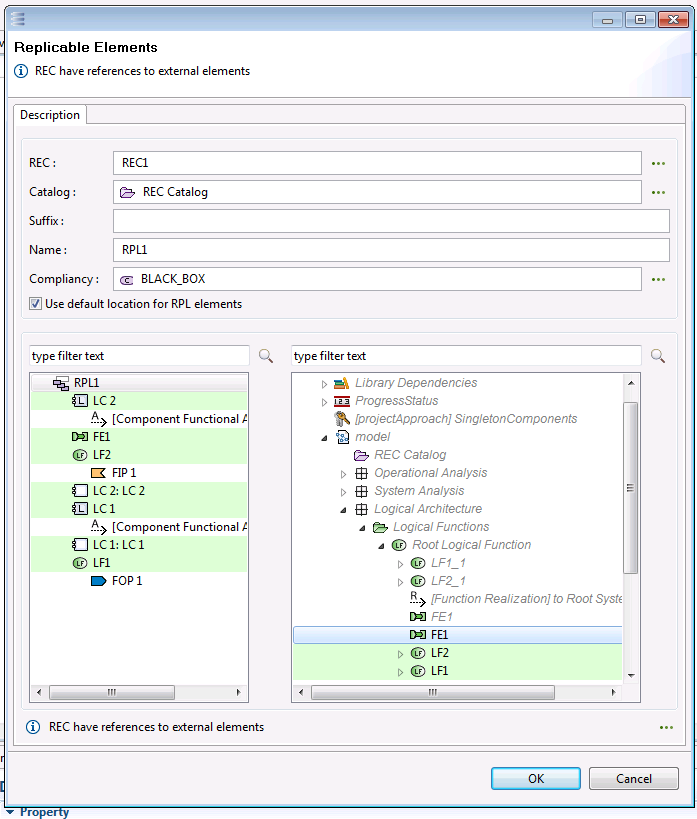 Replicable Elements
REC have references to external elements
Description
REC :
REC1
Catalog :
REC Catalog
Suffix :
Name :
RPL1
Compliancy :
BLACK_BOX
Use default location for RPL elements
type filter text
RPL1
LC 2
[Component Functional A
FE1
LF2
FIP 1
LC 2: LC 2
LC 1
[Component Functional A
LC 1: LC 1
LF1
FOP 1
type filter text
Library Dependencies
ProgressStatus
[projectApproach] SingletonComponents
model
REC Catalog
Operational Analysis
System Analysis
Logical Architecture
Logical Functions
Root Logical Function
LF1_1
LF2_1
[Function Realization] to Root Syste
FE1
FE1
LF2
LF1
REC have references to external elements
OK
Cancel
Property